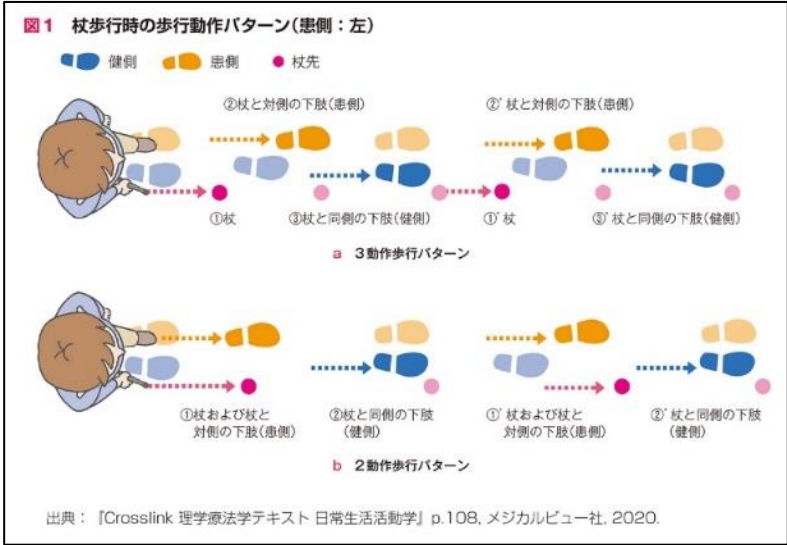 図1 杖歩行時の歩行動作パターン(患側：左)
健側 患側 杖先
②杖と対側の下肢(患側) ②´杖と対側の下肢(患側)
①杖 ③杖と同側の下肢(健側) ①´杖 ③´杖と同側の下肢(健側)
a 3動作歩行パターン
①杖および杖と
対側の下肢(患側)
②杖と同側の下肢
(健側)
①´杖および杖と
対側の下肢(患側)
②´杖と同側の下肢
(健側)
b 2動作歩行パターン
出典：『Crosslink 理学療法学テキスト 日常生活活動学』p.108, メジカルビュー社, 2020.